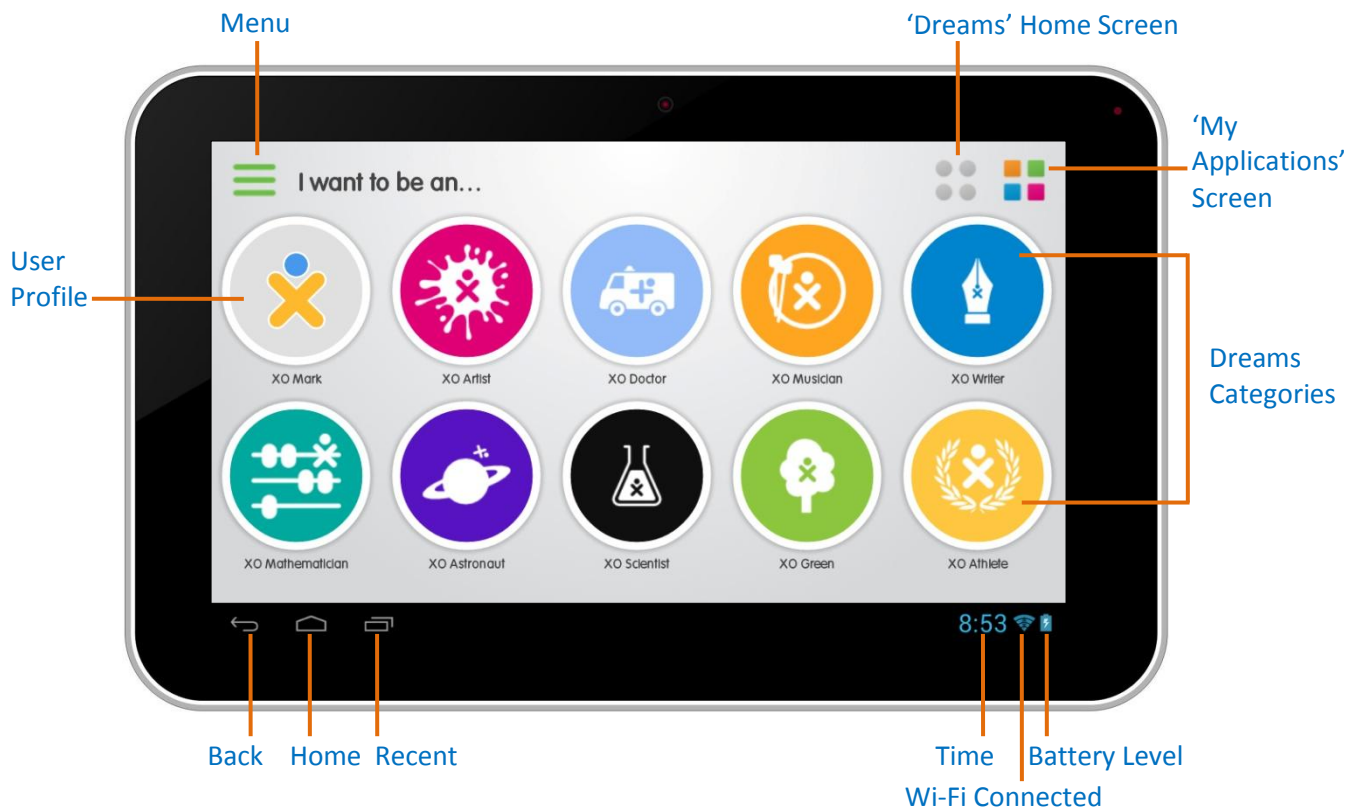 Menu
‘Dreams’ Home Screen
‘My
Applications’
Screen
I want to be an...
User
Profile
XO Mark
XO Artist
XO Doctor
XO Musician
XO Writer
Dreams
Categories
XO Mathematician
XO Astronaut
XO Scientist
XO Green
XO Athlete
8:53
Back
Home
Recent
Time
Battery Level
Wi-Fi Connected